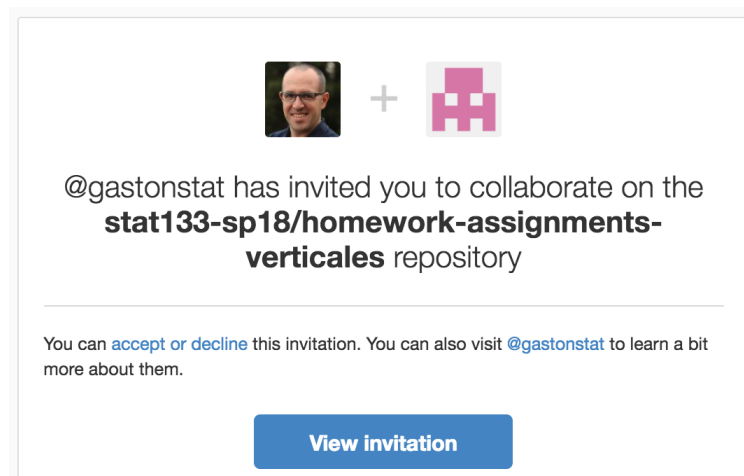 @gastonstat has invited you to collaborate on the
stat133-sp18/homework-assignments-
verticales repository
You can accept or decline this invitation. You can also visit @gastonstat to learn a bit
more about them.
View invitation